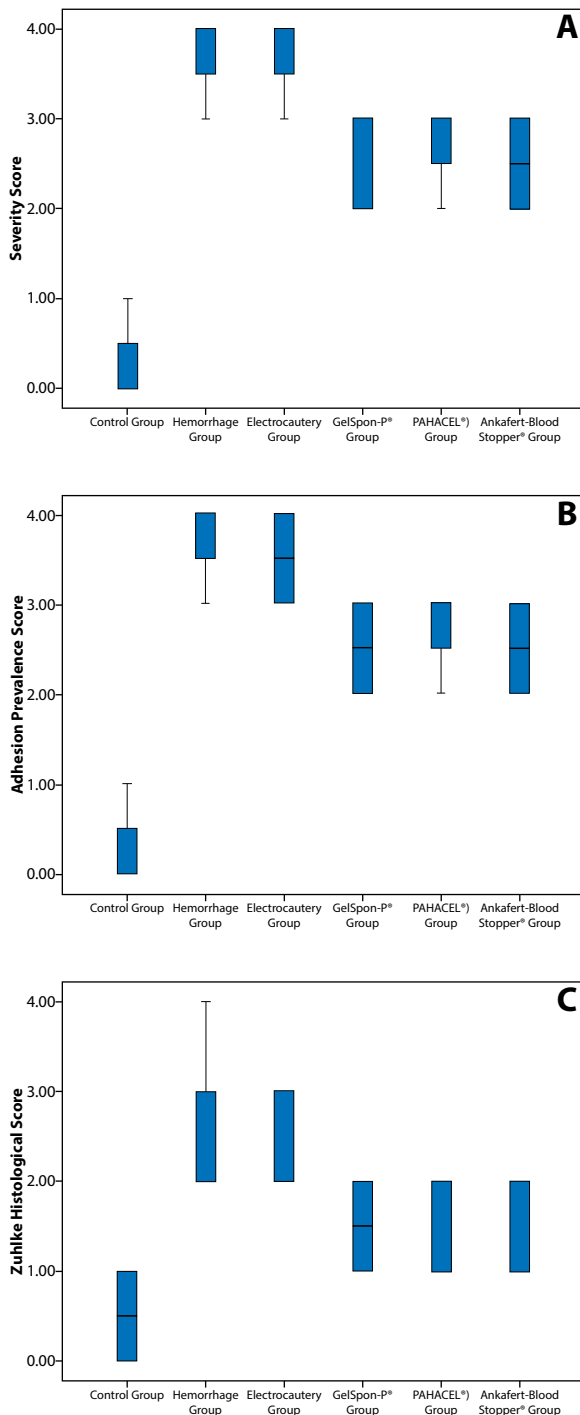 A
Severity Score
4.00
3.00
2.00
1.00
0.00
Control Group
Hemorrhage
Group
Electrocautery
Group
GelSpon-P®
Group
PAHACEL®)
Group
Ankafert-Blood
Stopper® Group
B
Adhesion Prevalence Score
4.00
3.00
2.00
1.00
0.00
Control Group
Hemorrhage
Group
Electrocautery
Group
GelSpon-P®
Group
PAHACEL®)
Group
Ankafert-Blood
Stopper® Group
C
Zuhlke Histological Score
4.00
3.00
2.00
1.00
0.00
Control Group
Hemorrhage
Group
Electrocautery
Group
GelSpon-P®
Group
PAHACEL®)
Group
Ankafert-Blood
Stopper® Group